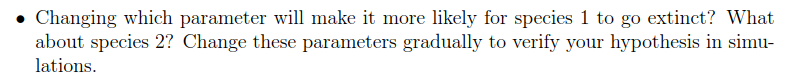 • Changing which parameter will make it more likely for species 1 to go extinct? What
about species 2? Change these parameters gradually to verify your hypothesis in simu-
lations.